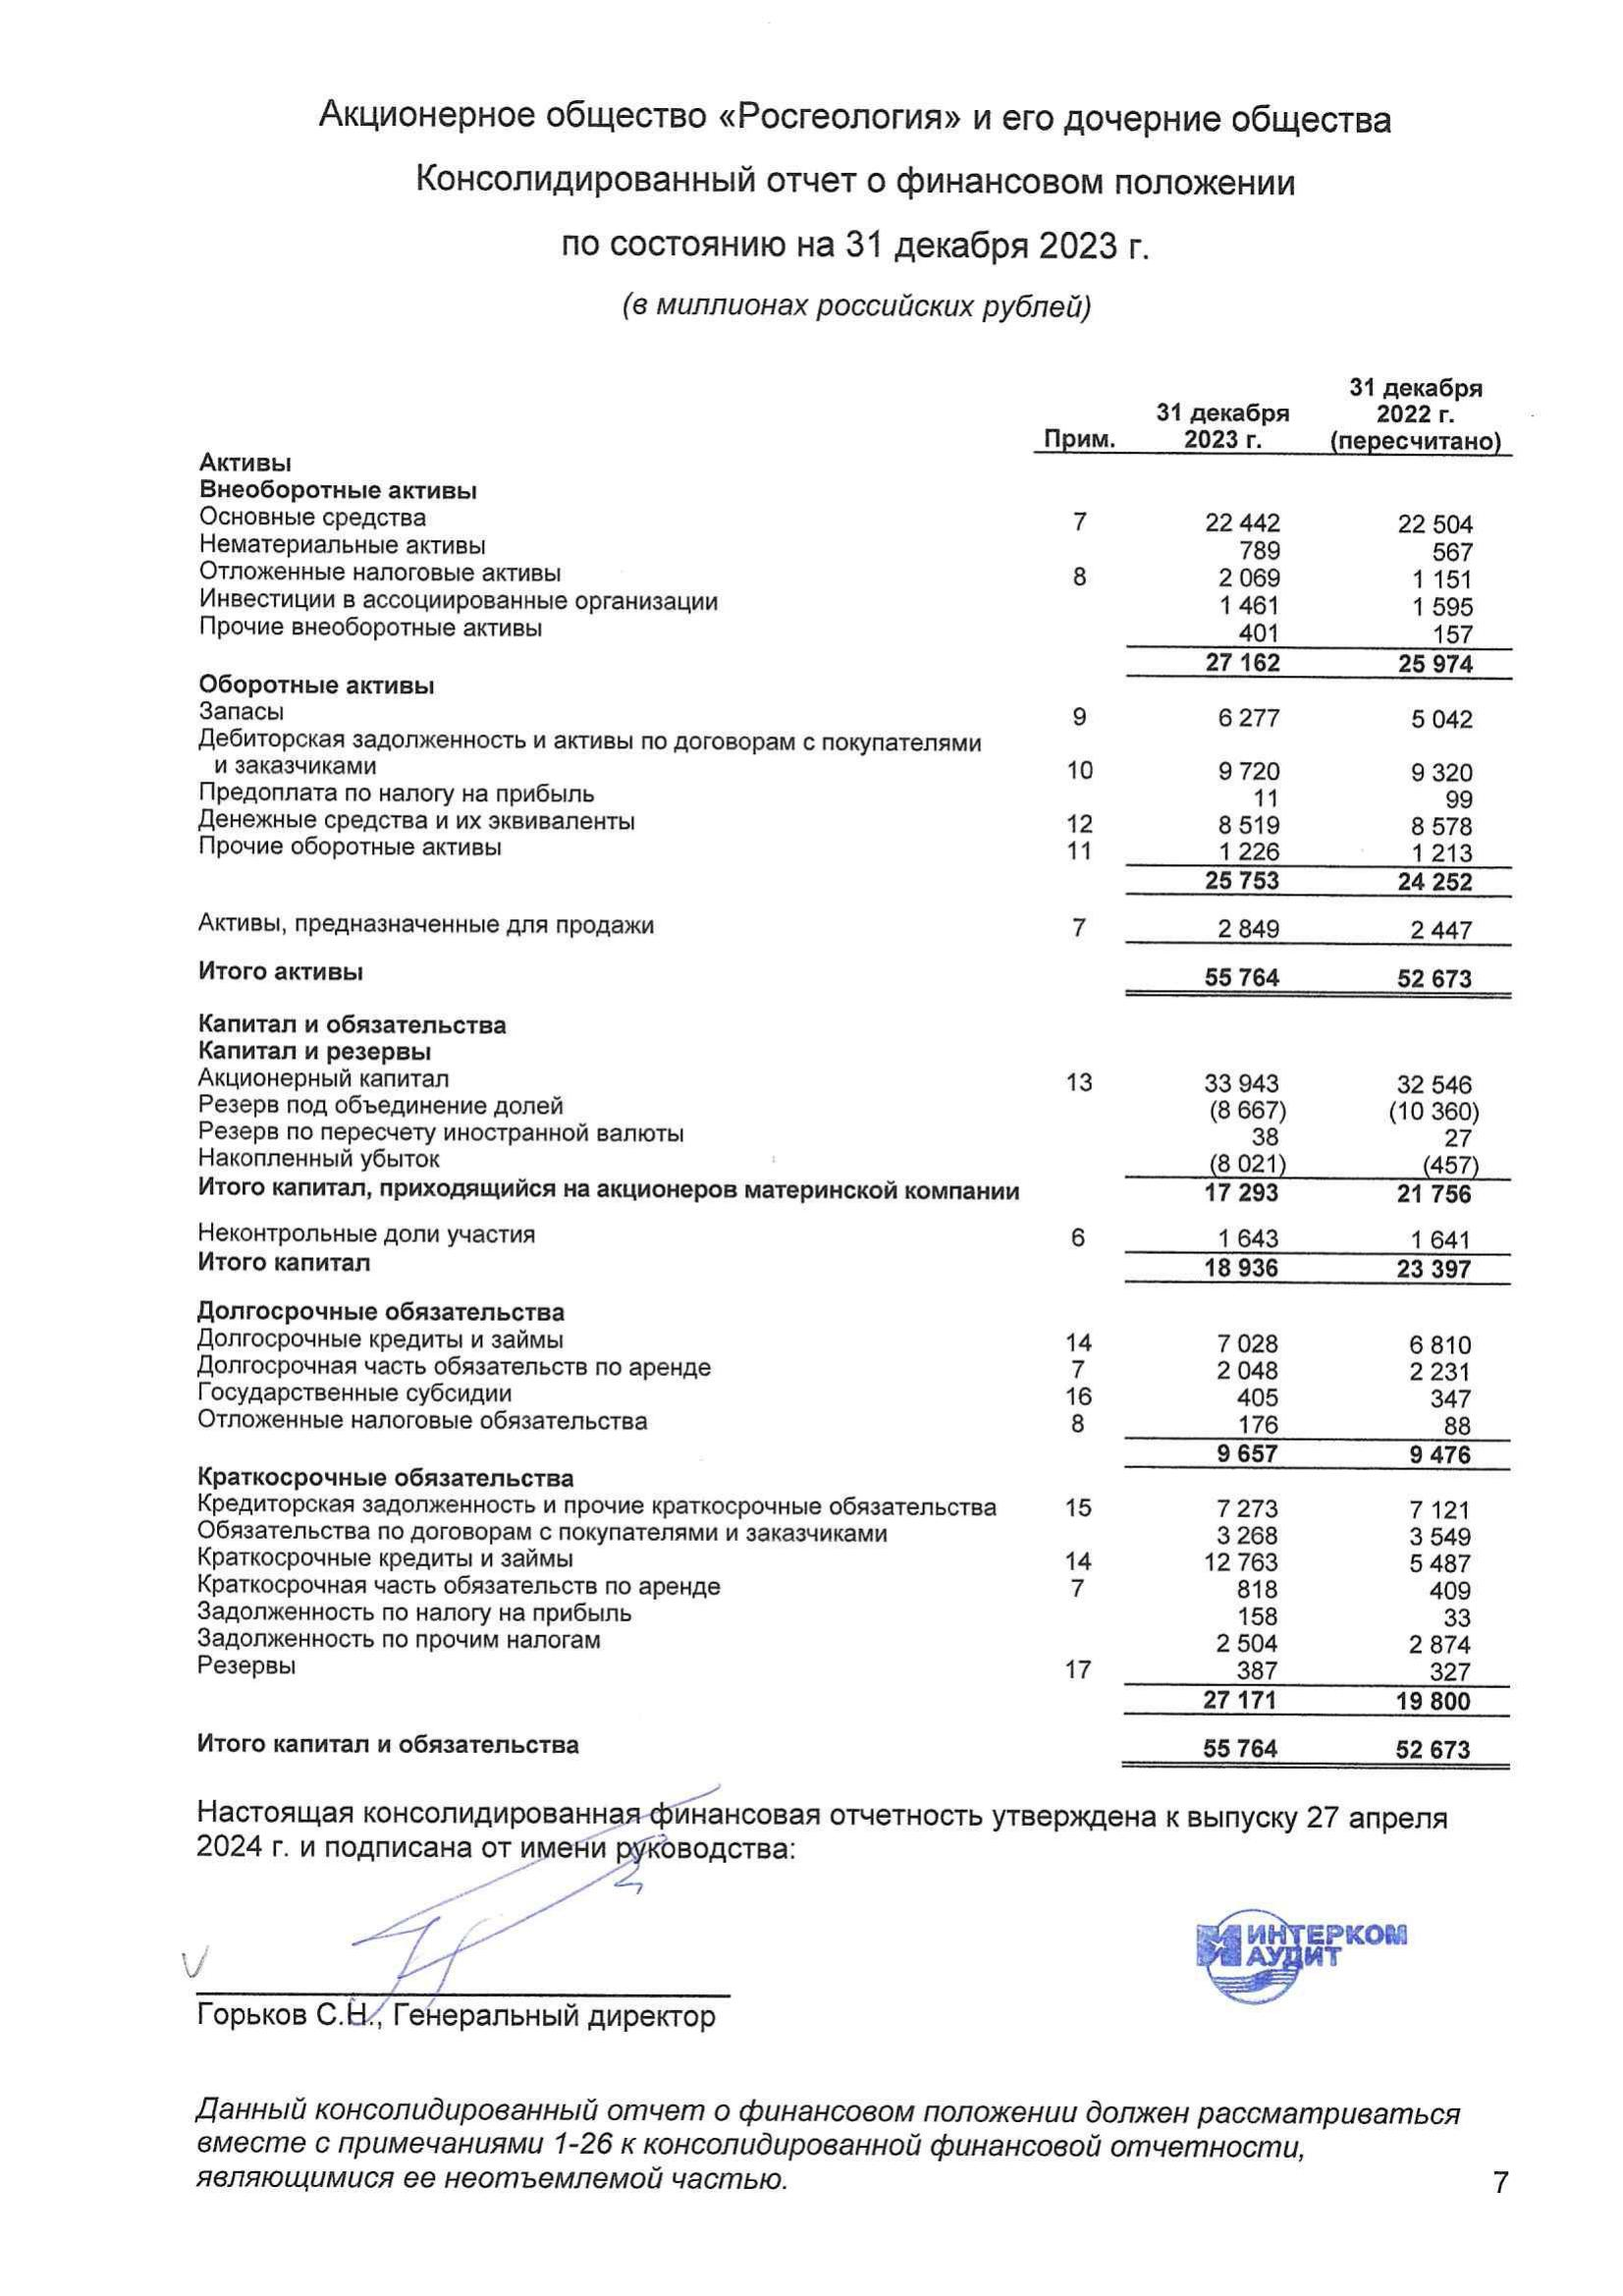 Акционерное общество «Росгеология» и его дочерние общества
Консолидированный отчет о финансовом положении
по состоянию на 31 декабря 2023 г.
(в миллионах российских рублей)
Прим. 31 декабря 2023 г. 31 декабря 2022 г. (пересчитано)
Активы
Внеоборотные активы
Основные средства 7 22 442 22 504
Нематериальные активы 789 567
Отложенные налоговые активы 8 2 069 1 151
Инвестиции в ассоциированные организации 1 461 1 595
Прочие внеоборотные активы 401 157
27 162 25 974
Оборотные активы
Запасы 9 6 277 5 042
Дебиторская задолженность и активы по договорам с покупателями
и заказчиками 10 9 720 9 320
Предоплата по налогу на прибыль 11 99
Денежные средства и их эквиваленты 12 8 519 8 578
Прочие оборотные активы 11 1 226 1 213
25 753 24 252
Активы, предназначенные для продажи 7 2 849 2 447
Итого активы 55 764 52 673
Капитал и обязательства
Капитал и резервы
Акционерный капитал 13 33 943 32 546
Резерв под объединение долей (8 667) (10 360)
Резерв по пересчету иностранной валюты 38 27
Накопленный убыток (8 021) (457)
Итого капитал, приходящийся на акционеров материнской компании 17 293 21 756
Неконтрольные доли участия 6 1 643 1 641
Итого капитал 18 936 23 397
Долгосрочные обязательства
Долгосрочные кредиты и займы 14 7 028 6 810
Долгосрочная часть обязательств по аренде 7 2 048 2 231
Государственные субсидии 16 405 347
Отложенные налоговые обязательства 8 176 88
9 657 9 476
Краткосрочные обязательства
Кредиторская задолженность и прочие краткосрочные обязательства 15 7 273 7 121
Обязательства по договорам с покупателями и заказчиками 3 268 3 549
Краткосрочные кредиты и займы 14 12 763 5 487
Краткосрочная часть обязательств по аренде 7 818 409
Задолженность по налогу на прибыль 158 33
Задолженность по прочим налогам 2 504 2 874
Резервы 17 387 327
27 171 19 800
Итого капитал и обязательства 55 764 52 673
Настоящая консолидированная финансовая отчетность утверждена к выпуску 27 апреля
2024 г. и подписана от имени руководства:
ИНТЕРКОМ
АУДИТ
Горьков С.Н., Генеральный директор
Данный консолидированный отчет о финансовом положении должен рассматриваться
вместе с примечаниями 1-26 к консолидированной финансовой отчетности,
являющимися ее неотъемлемой частью.
7